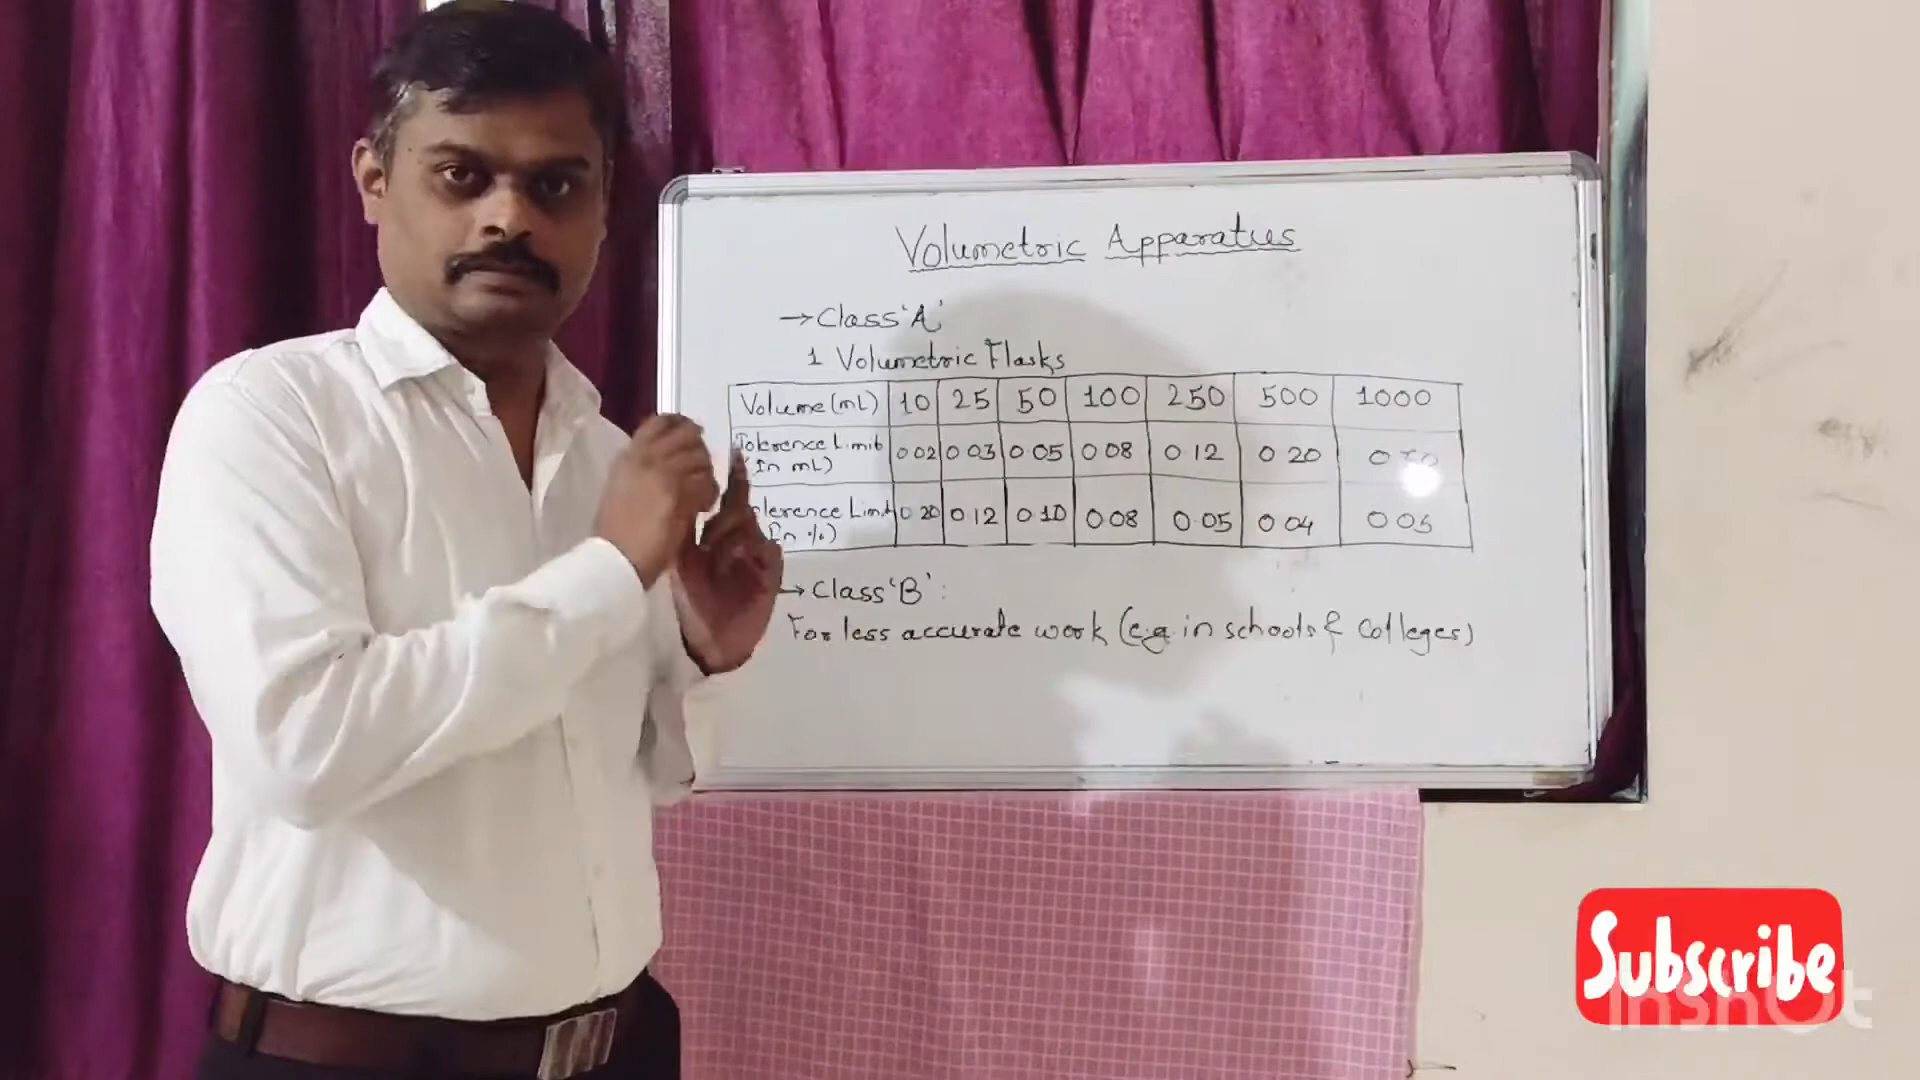 Volumetric Apparatus
→ Class 'A'
1 Volumetric Flasks
Volume (mL) 10 25 50 100 250 500 1000
Tolerence Limit 0.02 0.03 0.05 0.08 0.12 0.20
(In mL)
Limit 0.20 0.12 0.10 0.08 0.05 0.04 0.05
(In %)
→ Class 'B' :
For less accurate work (e.g. in schools & colleges)
Subscribe
InShOt